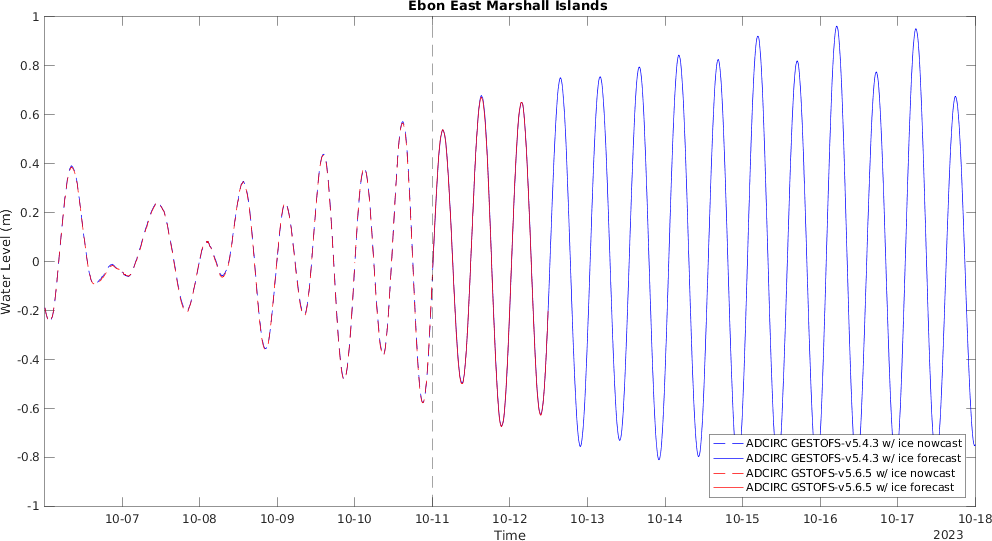 Ebon East Marshall Islands
1
0.8
0.6
0.4
0.2
0
-0.2
-0.4
-0.6
-0.8
-1
Water Level (m)
ADCIRC GESTOFS-v5.4.3 w/ ice nowcast
ADCIRC GESTOFS-v5.4.3 w/ ice forecast
ADCIRC GSTOFS-v5.6.5 w/ ice nowcast
ADCIRC GSTOFS-v5.6.5 w/ ice forecast
10-07 10-08 10-09 10-10 10-11 10-12 10-13 10-14 10-15 10-16 10-17 10-18
Time
2023